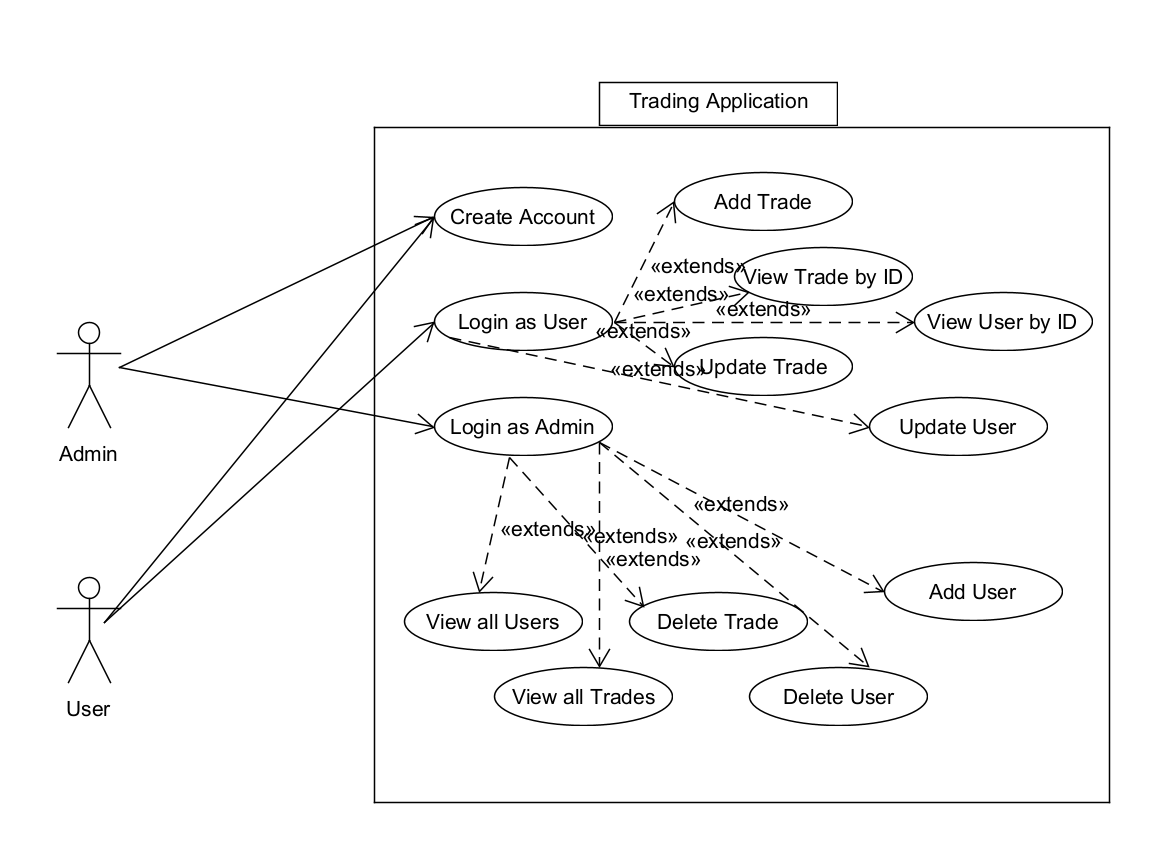 Trading Application
Add Trade
Create Account
«extends»
View Trade by ID
«extends»
«extends»
Login as User
View User by ID
«extends»
Update Trade
«extends»
Login as Admin
Update User
Admin
«extends»
«extends»
«extends»
«extends»
«extends»
Add User
View all Users
Delete Trade
View all Trades
Delete User
User